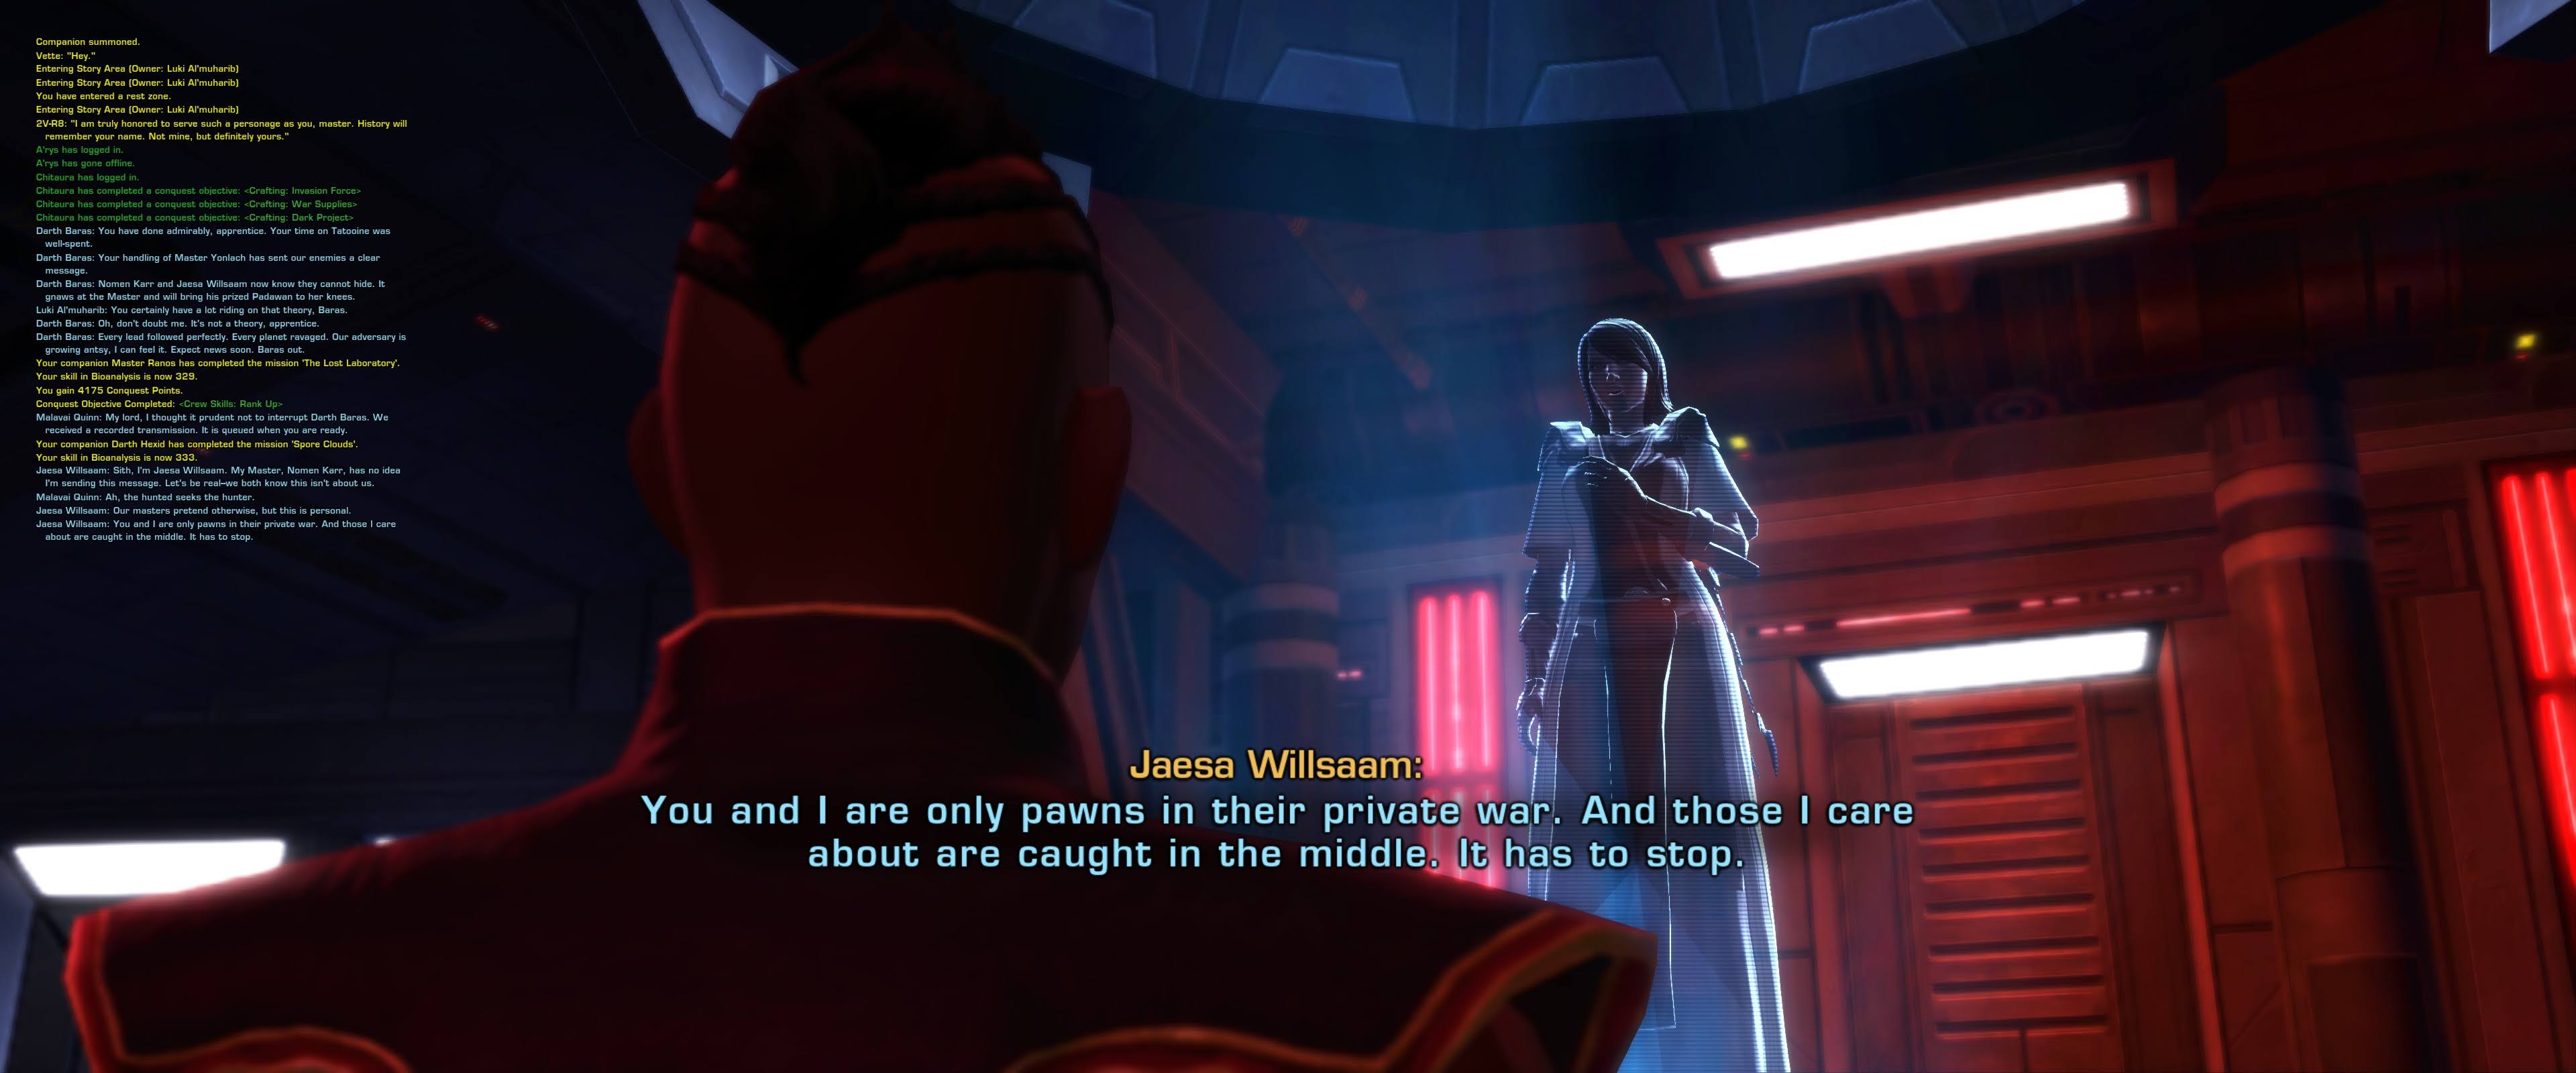 Companion summoned.
Vette: "Hey."
Entering Story Area (Owner: Luki Al'muharib)
Entering Story Area (Owner: Luki Al'muharib)
You have entered a rest zone.
Entering Story Area (Owner: Luki Al'muharib)
2V-R8: "I am truly honored to serve such a personage as you, master. History will
remember your name. Not mine, but definitely yours."
A'rys has logged in.
A'rys has gone offline.
Chitaura has logged in.
Chitaura has completed a conquest objective: <Crafting: Invasion Force>
Chitaura has completed a conquest objective: <Crafting: War Supplies>
Chitaura has completed a conquest objective: <Crafting: Dark Project>
Darth Baras: You have done admirably, apprentice. Your time on Tatooine was
well-spent.
Darth Baras: Your handling of Master Yonlach has sent our enemies a clear
message.
Darth Baras: Nomen Karr and Jaesa Willsaam now know they cannot hide. It
gnaws at the Master and will bring his prized Padawan to her knees.
Luki Al'muharib: You certainly have a lot riding on that theory, Baras.
Darth Baras: Oh, don't doubt me. It's not a theory, apprentice.
Darth Baras: Every lead followed perfectly. Every planet ravaged. Our adversary is
growing antsy, I can feel it. Expect news soon. Baras out.
Your companion Master Ranos has completed the mission 'The Lost Laboratory'.
Your skill in Bioanalysis is now 329.
You gain 4175 Conquest Points.
Conquest Objective Completed: <Crew Skills: Rank Up>
Malavai Quinn: My lord, I thought it prudent not to interrupt Darth Baras. We
received a recorded transmission. It is queued when you are ready.
Your companion Darth Hexid has completed the mission 'Spore Clouds'.
Your skill in Bioanalysis is now 333.
Jaesa Willsaam: Sith, I'm Jaesa Willsaam. My Master, Nomen Karr, has no idea
I'm sending this message. Let's be real—we both know this isn't about us.
Malavai Quinn: Ah, the hunted seeks the hunter.
Jaesa Willsaam: Our masters pretend otherwise, but this is personal.
Jaesa Willsaam: You and I are only pawns in their private war. And those I care
about are caught in the middle. It has to stop.
Jaesa Willsaam:
You and I are only pawns in their private war. And those I care
about are caught in the middle. It has to stop.